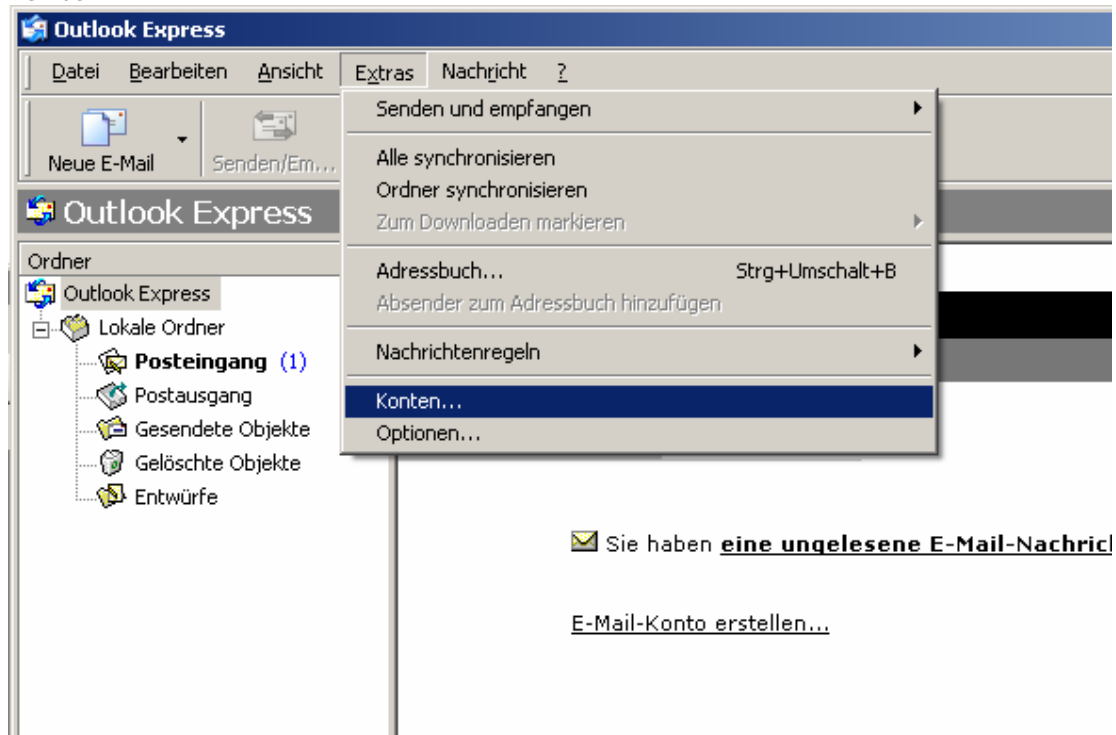 Outlook Express
Datei Bearbeiten Ansicht Extras Nachricht ?
Neue E-Mail
Senden/Em...
Outlook Express
Ordner
Outlook Express
Lokale Ordner
Posteingang (1)
Postausgang
Gesendete Objekte
Gelöschte Objekte
Entwürfe
Senden und empfangen
Alle synchronisieren
Ordner synchronisieren
Zum Downloaden markieren
Adressbuch... Strg+Umschalt+B
Absender zum Adressbuch hinzufügen
Nachrichtenregeln
Konten...
Optionen...
Sie haben eine ungelesene E-Mail-Nachric
E-Mail-Konto erstellen...